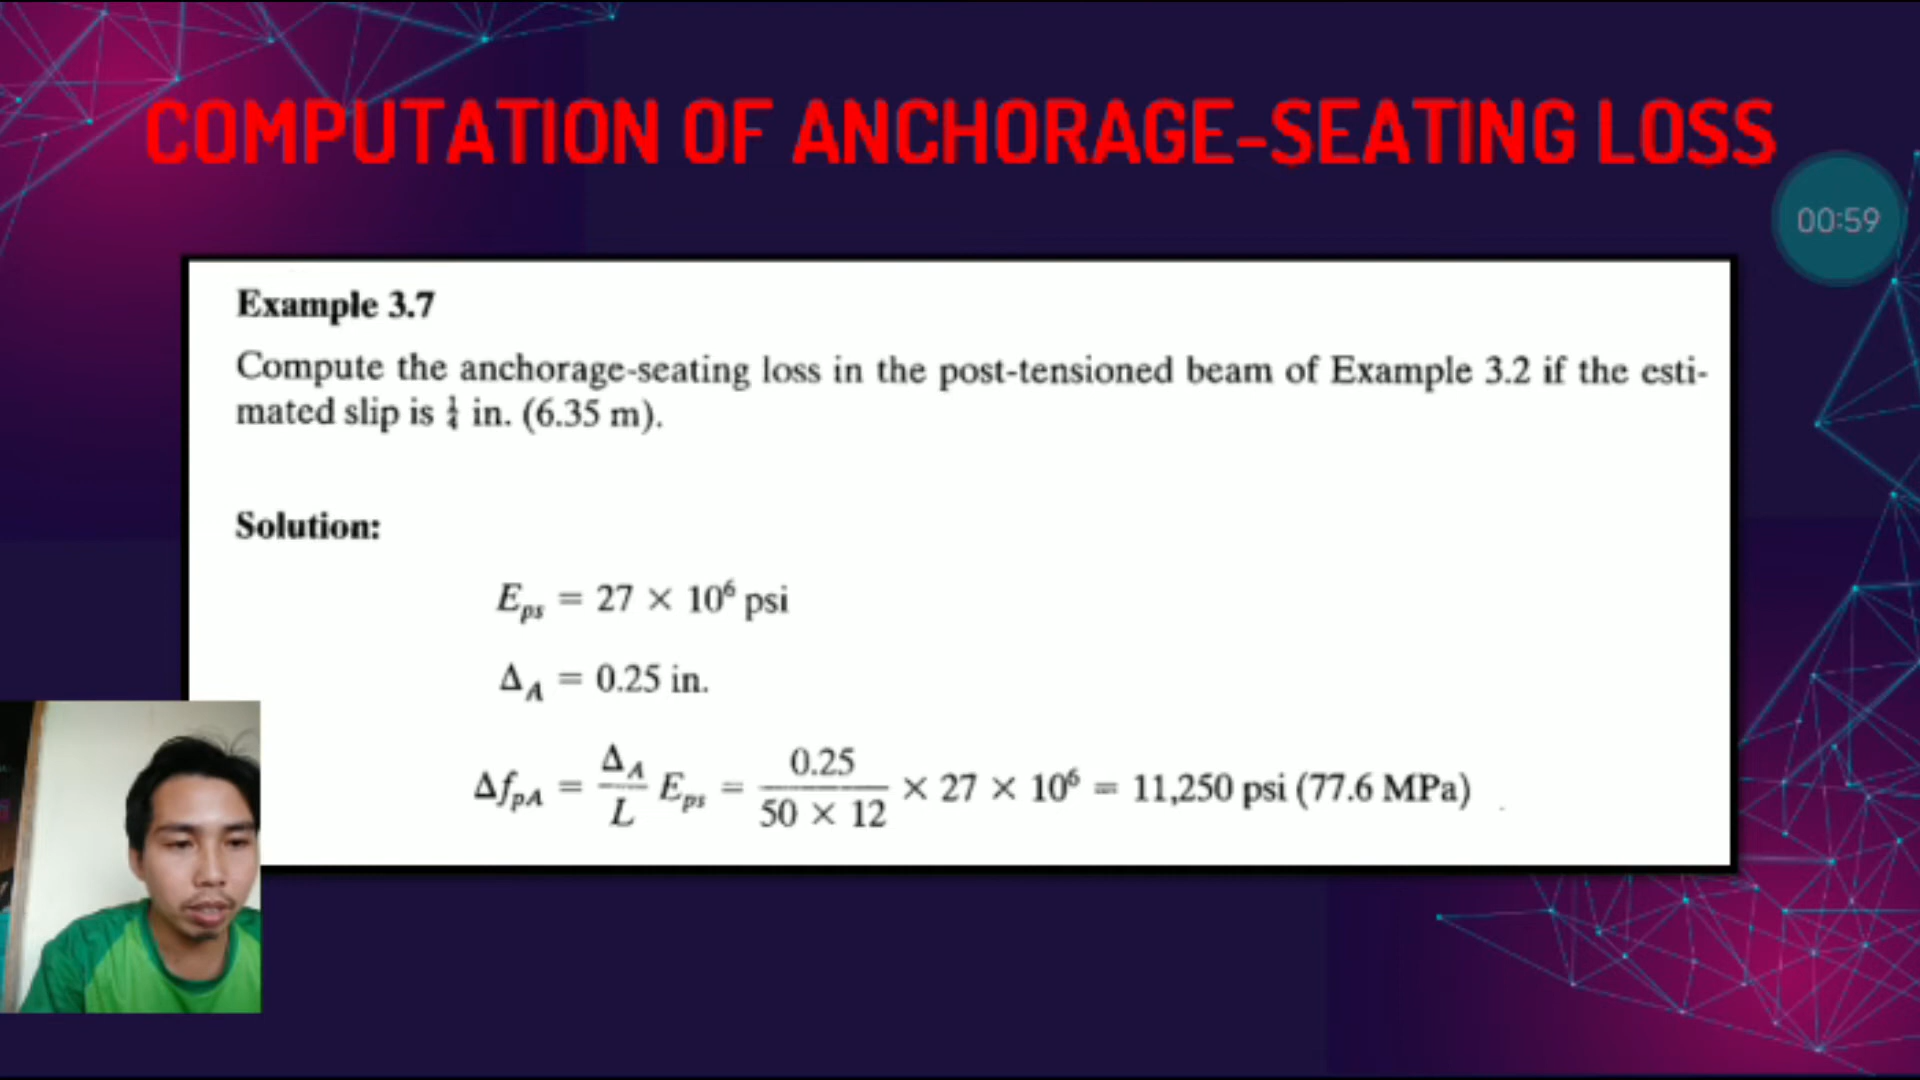 COMPUTATION OF ANCHORAGE-SEATING LOSS
00:59
Example 3.7
Compute the anchorage-seating loss in the post-tensioned beam of Example 3.2 if the esti-
mated slip is ¼ in. (6.35 m).
Solution:
E_ps = 27 × 10⁶ psi
Δ_A = 0.25 in.
Δf_pA = Δ_A/L E_ps = 0.25/(50 × 12) × 27 × 10⁶ = 11,250 psi (77.6 MPa)